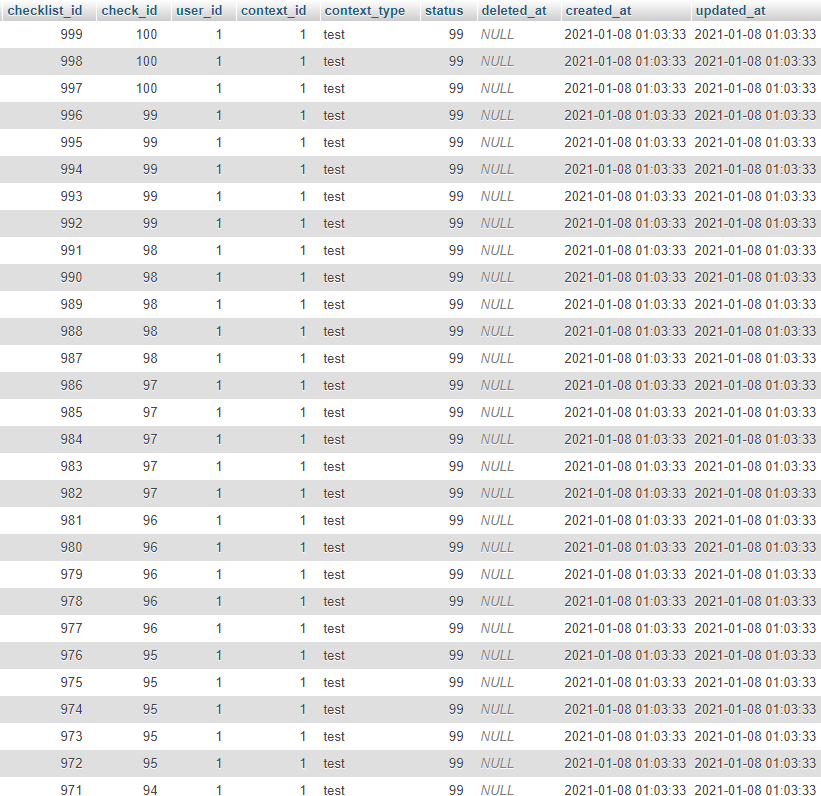 checklist_id check_id user_id context_id context_type status deleted_at created_at updated_at
999 100 1 1 test 99 NULL 2021-01-08 01:03:33 2021-01-08 01:03:33
998 100 1 1 test 99 NULL 2021-01-08 01:03:33 2021-01-08 01:03:33
997 100 1 1 test 99 NULL 2021-01-08 01:03:33 2021-01-08 01:03:33
996 99 1 1 test 99 NULL 2021-01-08 01:03:33 2021-01-08 01:03:33
995 99 1 1 test 99 NULL 2021-01-08 01:03:33 2021-01-08 01:03:33
994 99 1 1 test 99 NULL 2021-01-08 01:03:33 2021-01-08 01:03:33
993 99 1 1 test 99 NULL 2021-01-08 01:03:33 2021-01-08 01:03:33
992 99 1 1 test 99 NULL 2021-01-08 01:03:33 2021-01-08 01:03:33
991 98 1 1 test 99 NULL 2021-01-08 01:03:33 2021-01-08 01:03:33
990 98 1 1 test 99 NULL 2021-01-08 01:03:33 2021-01-08 01:03:33
989 98 1 1 test 99 NULL 2021-01-08 01:03:33 2021-01-08 01:03:33
988 98 1 1 test 99 NULL 2021-01-08 01:03:33 2021-01-08 01:03:33
987 98 1 1 test 99 NULL 2021-01-08 01:03:33 2021-01-08 01:03:33
986 97 1 1 test 99 NULL 2021-01-08 01:03:33 2021-01-08 01:03:33
985 97 1 1 test 99 NULL 2021-01-08 01:03:33 2021-01-08 01:03:33
984 97 1 1 test 99 NULL 2021-01-08 01:03:33 2021-01-08 01:03:33
983 97 1 1 test 99 NULL 2021-01-08 01:03:33 2021-01-08 01:03:33
982 97 1 1 test 99 NULL 2021-01-08 01:03:33 2021-01-08 01:03:33
981 96 1 1 test 99 NULL 2021-01-08 01:03:33 2021-01-08 01:03:33
980 96 1 1 test 99 NULL 2021-01-08 01:03:33 2021-01-08 01:03:33
979 96 1 1 test 99 NULL 2021-01-08 01:03:33 2021-01-08 01:03:33
978 96 1 1 test 99 NULL 2021-01-08 01:03:33 2021-01-08 01:03:33
977 96 1 1 test 99 NULL 2021-01-08 01:03:33 2021-01-08 01:03:33
976 95 1 1 test 99 NULL 2021-01-08 01:03:33 2021-01-08 01:03:33
975 95 1 1 test 99 NULL 2021-01-08 01:03:33 2021-01-08 01:03:33
974 95 1 1 test 99 NULL 2021-01-08 01:03:33 2021-01-08 01:03:33
973 95 1 1 test 99 NULL 2021-01-08 01:03:33 2021-01-08 01:03:33
972 95 1 1 test 99 NULL 2021-01-08 01:03:33 2021-01-08 01:03:33
971 94 1 1 test 99 NULL 2021-01-08 01:03:33 2021-01-08 01:03:33